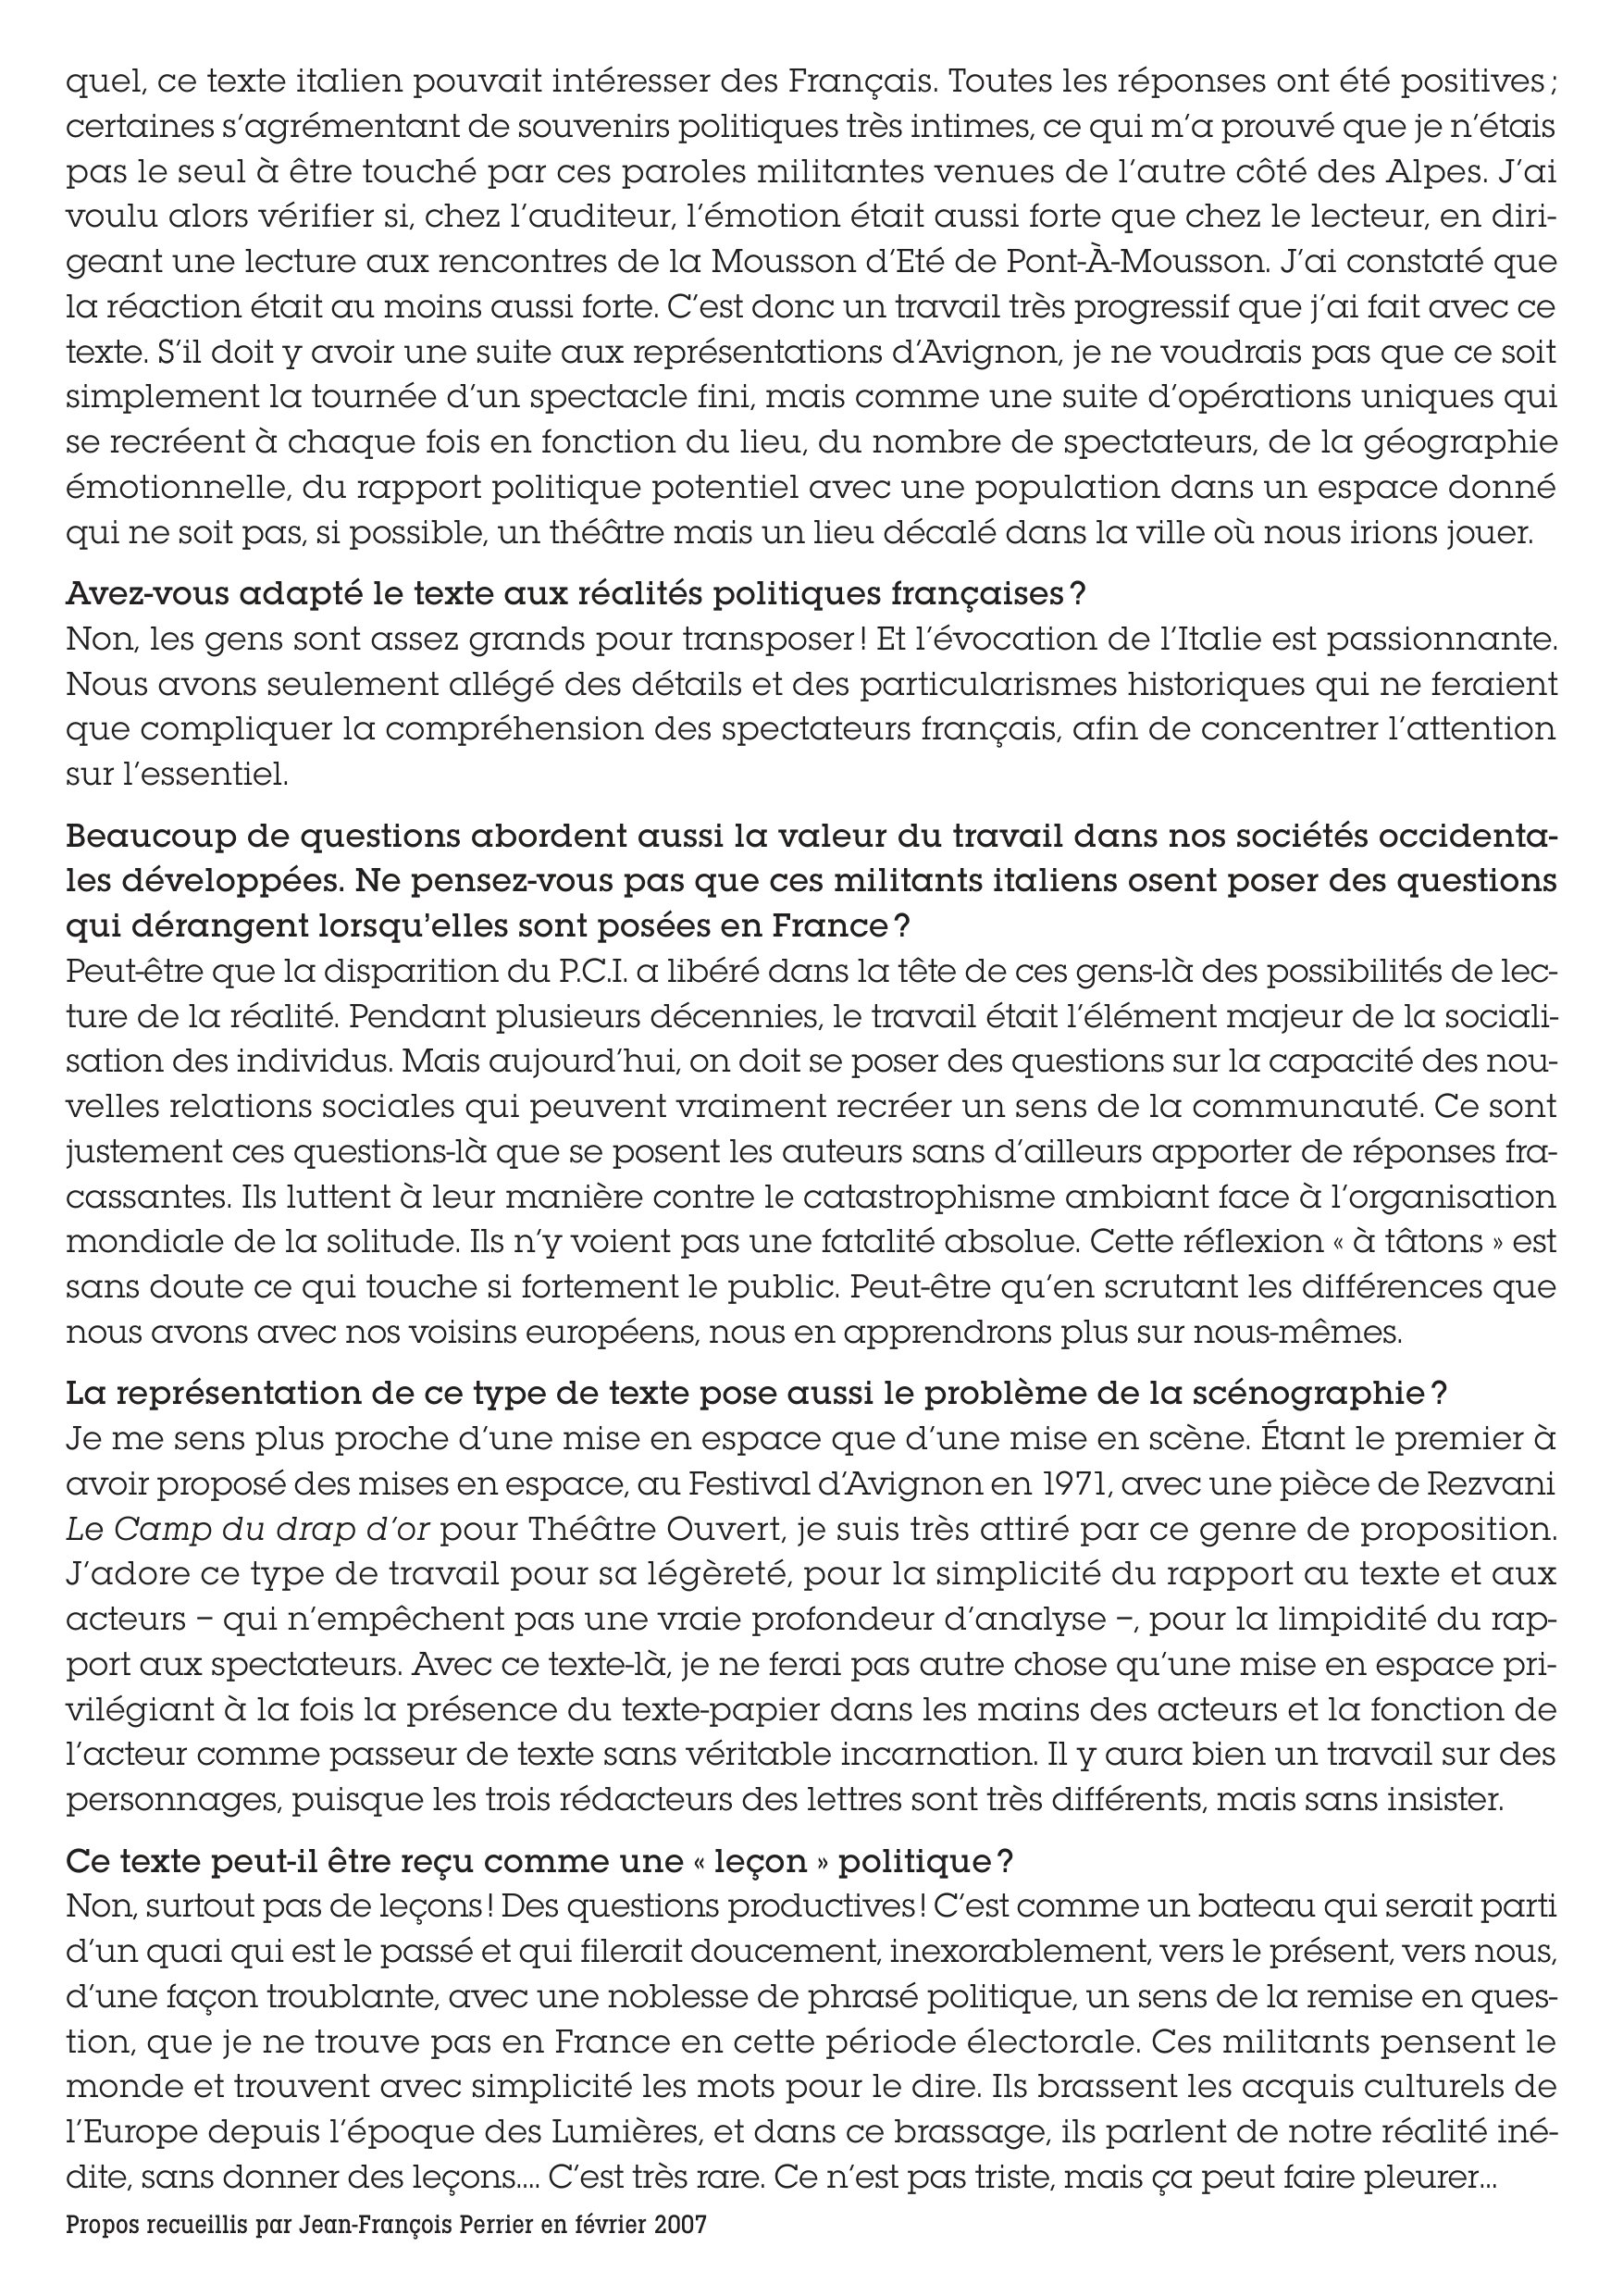 quel, ce texte italien pouvait intéresser des Français. Toutes les réponses ont été positives ;
certaines s’agrémentant de souvenirs politiques très intimes, ce qui m’a prouvé que je n’étais
pas le seul à être touché par ces paroles militantes venues de l’autre côté des Alpes. J’ai
voulu alors vérifier si, chez l’auditeur, l’émotion était aussi forte que chez le lecteur, en diri-
geant une lecture aux rencontres de la Mousson d’Eté de Pont-À-Mousson. J’ai constaté que
la réaction était au moins aussi forte. C’est donc un travail très progressif que j’ai fait avec ce
texte. S’il doit y avoir une suite aux représentations d’Avignon, je ne voudrais pas que ce soit
simplement la tournée d’un spectacle fini, mais comme une suite d’opérations uniques qui
se recréent à chaque fois en fonction du lieu, du nombre de spectateurs, de la géographie
émotionnelle, du rapport politique potentiel avec une population dans un espace donné
qui ne soit pas, si possible, un théâtre mais un lieu décalé dans la ville où nous irions jouer.
Avez-vous adapté le texte aux réalités politiques françaises ?
Non, les gens sont assez grands pour transposer ! Et l’évocation de l’Italie est passionnante.
Nous avons seulement allégé des détails et des particularismes historiques qui ne feraient
que compliquer la compréhension des spectateurs français, afin de concentrer l’attention
sur l’essentiel.
Beaucoup de questions abordent aussi la valeur du travail dans nos sociétés occidenta-
les développées. Ne pensez-vous pas que ces militants italiens osent poser des questions
qui dérangent lorsqu’elles sont posées en France ?
Peut-être que la disparition du P.C.I. a libéré dans la tête de ces gens-là des possibilités de lec-
ture de la réalité. Pendant plusieurs décennies, le travail était l’élément majeur de la sociali-
sation des individus. Mais aujourd’hui, on doit se poser des questions sur la capacité des nou-
velles relations sociales qui peuvent vraiment recréer un sens de la communauté. Ce sont
justement ces questions-là que se posent les auteurs sans d’ailleurs apporter de réponses fra-
cassantes. Ils luttent à leur manière contre le catastrophisme ambiant face à l’organisation
mondiale de la solitude. Ils n’y voient pas une fatalité absolue. Cette réflexion « à tâtons » est
sans doute ce qui touche si fortement le public. Peut-être qu’en scrutant les différences que
nous avons avec nos voisins européens, nous en apprendrons plus sur nous-mêmes.
La représentation de ce type de texte pose aussi le problème de la scénographie ?
Je me sens plus proche d’une mise en espace que d’une mise en scène. Étant le premier à
avoir proposé des mises en espace, au Festival d’Avignon en 1971, avec une pièce de Rezvani
Le Camp du drap d’or pour Théâtre Ouvert, je suis très attiré par ce genre de proposition.
J’adore ce type de travail pour sa légèreté, pour la simplicité du rapport au texte et aux
acteurs – qui n’empêchent pas une vraie profondeur d’analyse –, pour la limpidité du rap-
port aux spectateurs. Avec ce texte-là, je ne ferai pas autre chose qu’une mise en espace pri-
vilégiant à la fois la présence du texte-papier dans les mains des acteurs et la fonction de
l’acteur comme passeur de texte sans véritable incarnation. Il y aura bien un travail sur des
personnages, puisque les trois rédacteurs des lettres sont très différents, mais sans insister.
Ce texte peut-il être reçu comme une « leçon » politique ?
Non, surtout pas de leçons ! Des questions productives ! C’est comme un bateau qui serait parti
d’un quai qui est le passé et qui filerait doucement, inexorablement, vers le présent, vers nous,
d’une façon troublante, avec une noblesse de phrasé politique, un sens de la remise en ques-
tion, que je ne trouve pas en France en cette période électorale. Ces militants pensent le
monde et trouvent avec simplicité les mots pour le dire. Ils brassent les acquis culturels de
l’Europe depuis l’époque des Lumières, et dans ce brassage, ils parlent de notre réalité iné-
dite, sans donner des leçons.... C’est très rare. Ce n’est pas triste, mais ça peut faire pleurer...
Propos recueillis par Jean-François Perrier en février 2007